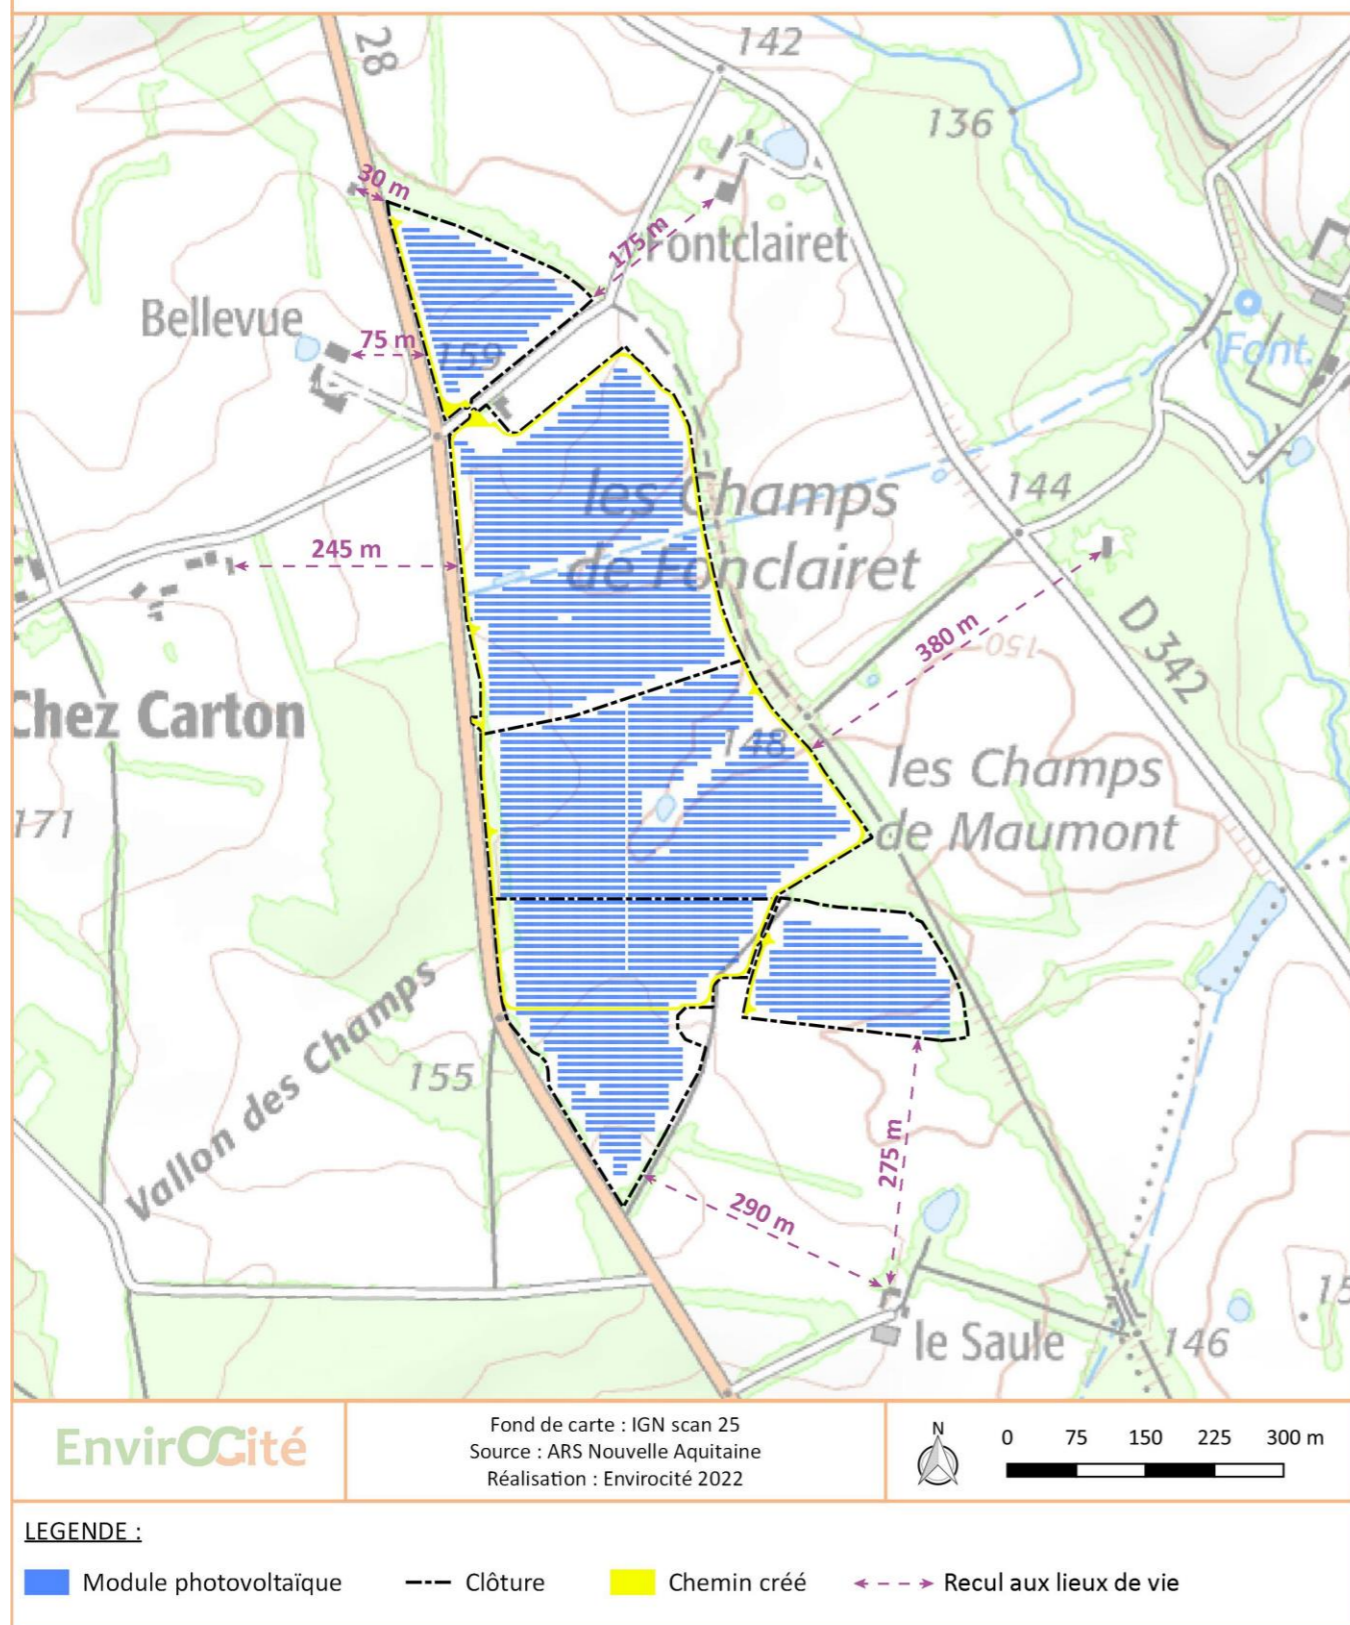 28
142
136
30 m
175 m
Fontclairet
Bellevue
75 m
159
Font.
les Champs
de Fonclairet
144
245 m
380 m
150
D 342
Chez Carton
148
les Champs
de Maumont
171
Vallon des Champs
155
275 m
290 m
le Saule
146
15
EnvirOCité
Fond de carte : IGN scan 25
Source : ARS Nouvelle Aquitaine
Réalisation : Envirocité 2022
N
0 75 150 225 300 m
LEGENDE :
Module photovoltaïque Clôture Chemin créé Recul aux lieux de vie